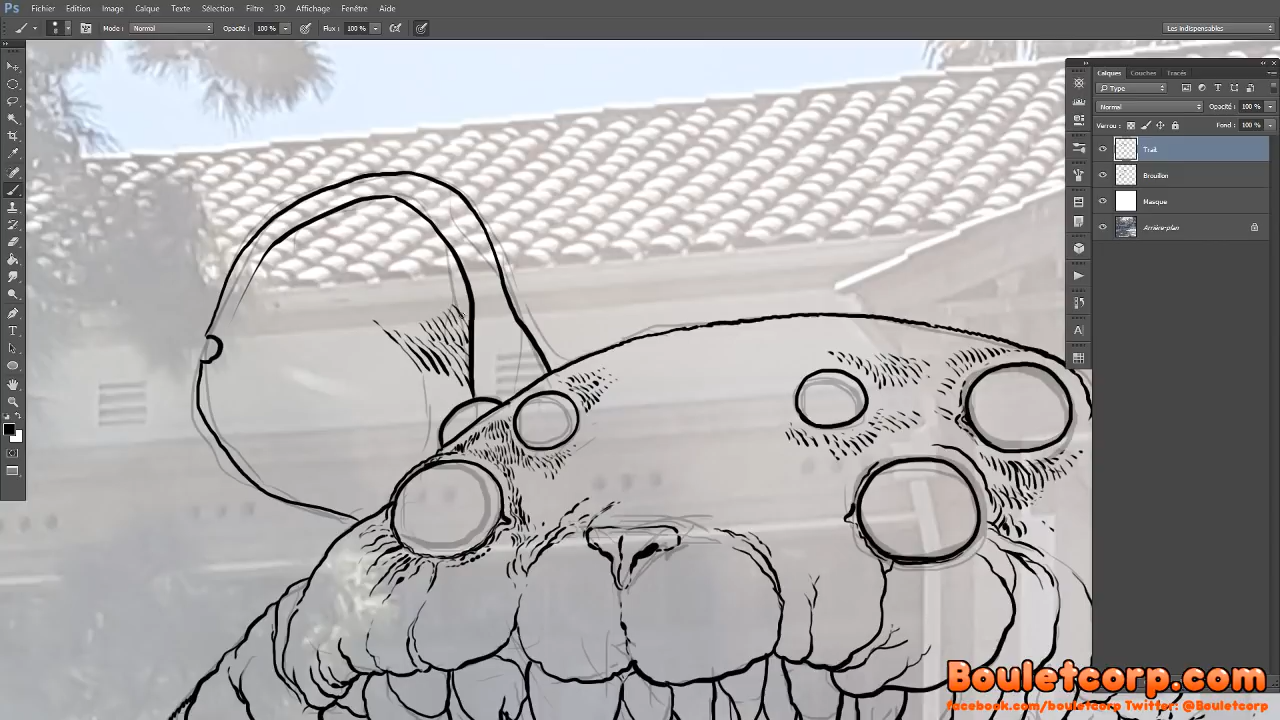 Ps Fichier Edition Image Calque Texte Sélection Filtre 3D Affichage Fenêtre Aide
Mode : Normal Opacité : 100 % Flux : 100 % Les indispensables
Calques Couches Tracés
Type
Normal Opacité : 100 %
Verrou : Fond : 100 %
Trait
Brouillon
Masque
Arrière-plan
Bouletcorp.com
facebook.com/bouletcorp Twitter: @Bouletcorp